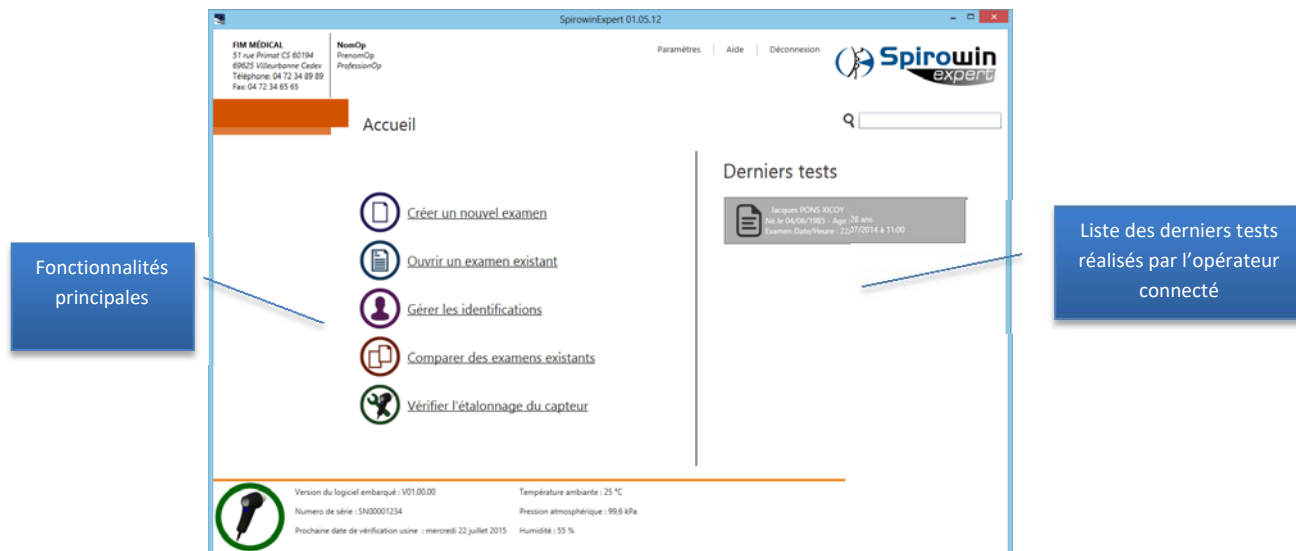 SpirowinExpert 01.05.12
FIM MÉDICAL
51 rue Primat CS 60194
69625 Villeurbanne Cedex
Téléphone: 04 72 34 89 89
Fax: 04 72 34 65 65
NomOp
PrenomOp
ProfessionOp
Paramètres
Aide
Déconnexion
Spirowin
expert
Accueil
Créer un nouvel examen
Ouvrir un examen existant
Gérer les identifications
Comparer des examens existants
Vérifier l'étalonnage du capteur
Derniers tests
Jacques PONS XICOY
Né le 04/06/1985 - Age : 28 ans
Examen Date/Heure : 22/07/2014 à 11:00
Fonctionnalités
principales
Liste des derniers tests
réalisés par l’opérateur
connecté
Version du logiciel embarqué : V01.00.00
Numero de série : SN00001234
Prochaine date de vérification usine : mercredi 22 juillet 2015
Température ambiante : 25 °C
Pression atmosphérique : 99,6 kPa
Humidité : 55 %